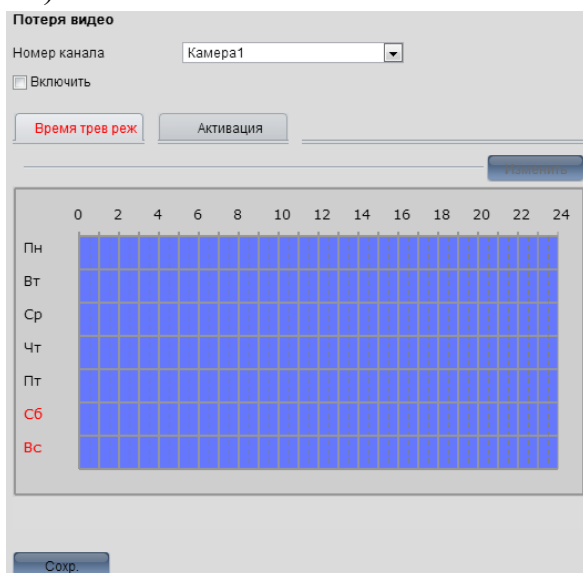 Потеря видео
Номер канала Камера1
Включить
Время трев реж Активация
Изменить
0 2 4 6 8 10 12 14 16 18 20 22 24
Пн
Вт
Ср
Чт
Пт
Сб
Вс
Сохр.